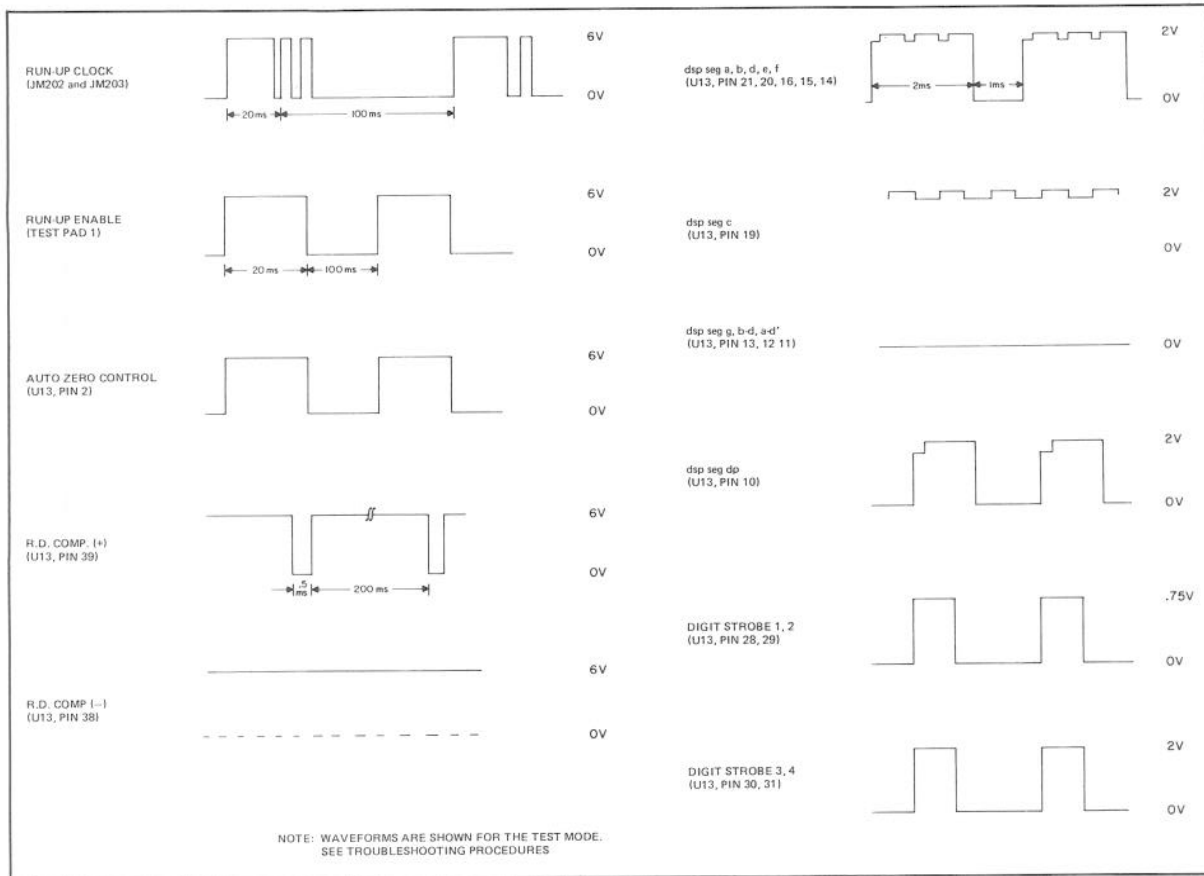 RUN-UP CLOCK
(JM202 and JM203)
6V
0V
20 ms
100 ms
RUN-UP ENABLE
(TEST PAD 1)
6V
0V
20 ms
100 ms
AUTO ZERO CONTROL
(U13, PIN 2)
6V
0V
R.D. COMP. (+)
(U13, PIN 39)
6V
0V
.5
ms
200 ms
R.D. COMP (–)
(U13, PIN 38)
6V
0V
NOTE: WAVEFORMS ARE SHOWN FOR THE TEST MODE.
SEE TROUBLESHOOTING PROCEDURES
dsp seg a, b, d, e, f
(U13, PIN 21, 20, 16, 15, 14)
2V
0V
2ms
1ms
dsp seg c
(U13, PIN 19)
2V
0V
dsp seg g, b-d, a-d'
(U13, PIN 13, 12 11)
0V
dsp seg dp
(U13, PIN 10)
2V
0V
DIGIT STROBE 1, 2
(U13, PIN 28, 29)
.75V
0V
DIGIT STROBE 3, 4
(U13, PIN 30, 31)
2V
0V